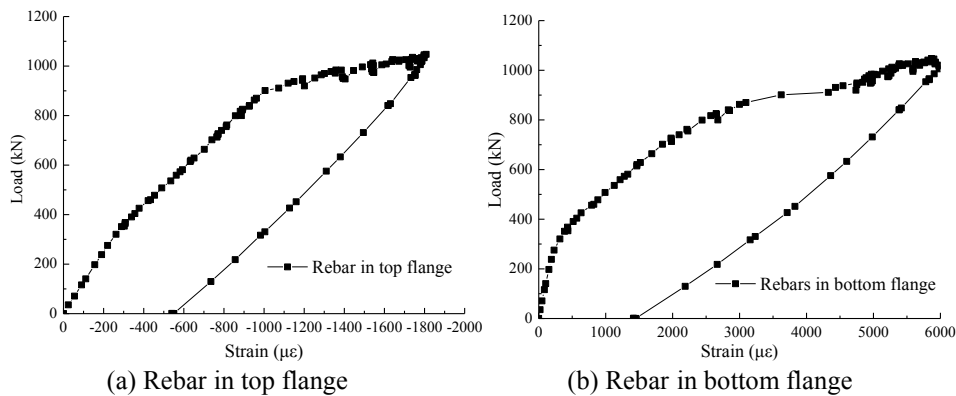 1200
1000
800
600
400
200
0
Load (kN)
0 -200 -400 -600 -800 -1000 -1200 -1400 -1600 -1800 -2000
Strain (με)
Rebar in top flange
(a) Rebar in top flange
1200
1000
800
600
400
200
0
Load (kN)
0 1000 2000 3000 4000 5000 6000
Strain (με)
Rebars in bottom flange
(b) Rebar in bottom flange